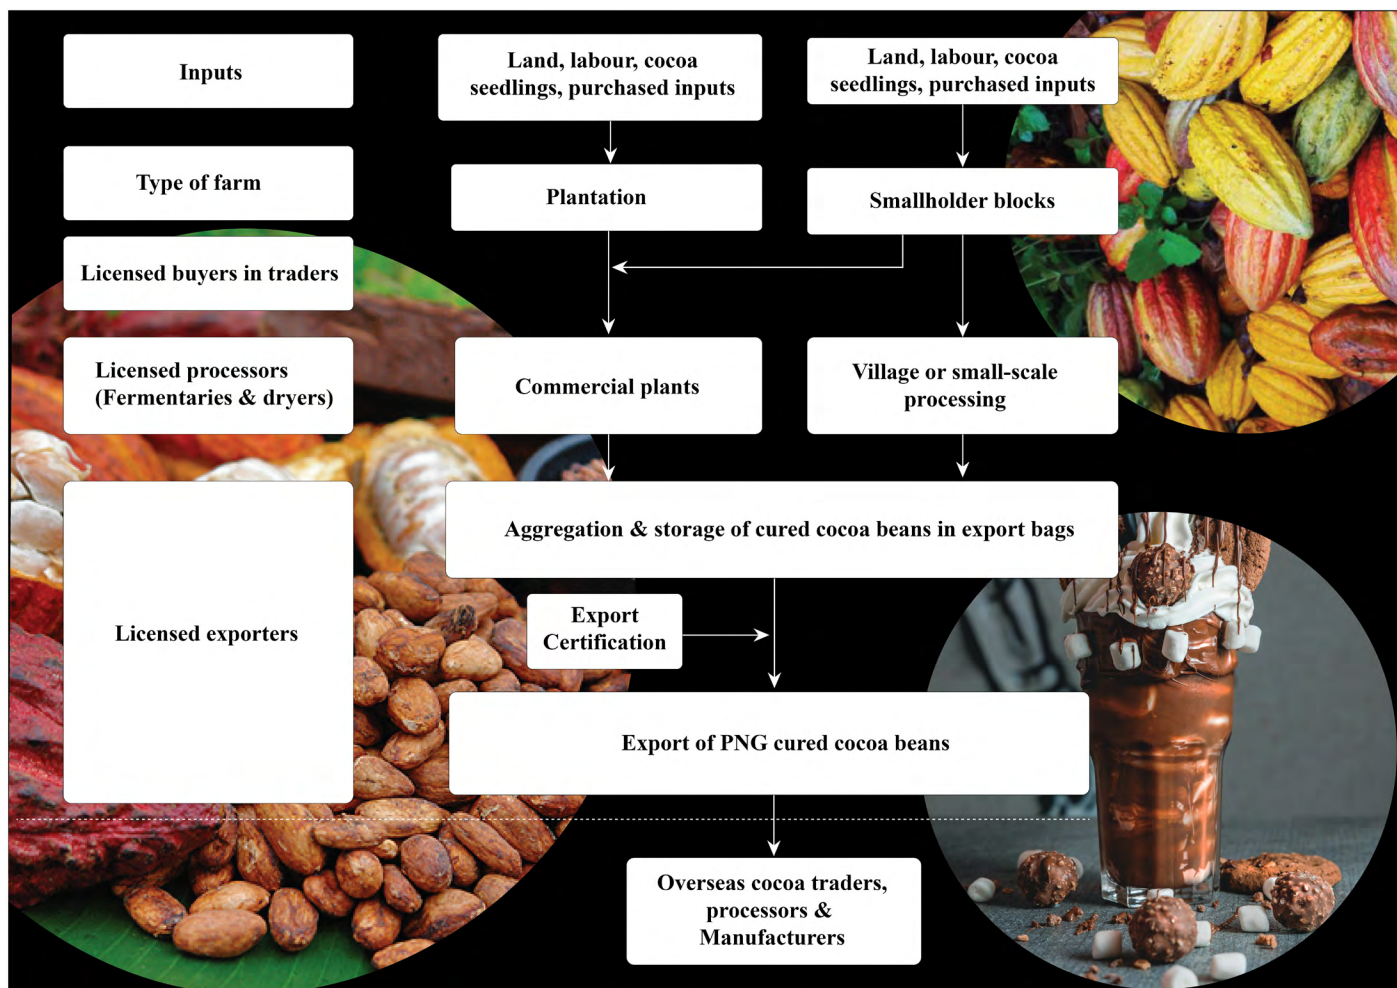 Inputs
Land, labour, cocoa
seedlings, purchased inputs
Land, labour, cocoa
seedlings, purchased inputs
Type of farm
Plantation
Smallholder blocks
Licensed buyers in traders
Licensed processors
(Fermentaries & dryers)
Commercial plants
Village or small-scale
processing
Licensed exporters
Aggregation & storage of cured cocoa beans in export bags
Export
Certification
Export of PNG cured cocoa beans
Overseas cocoa traders,
processors &
Manufacturers